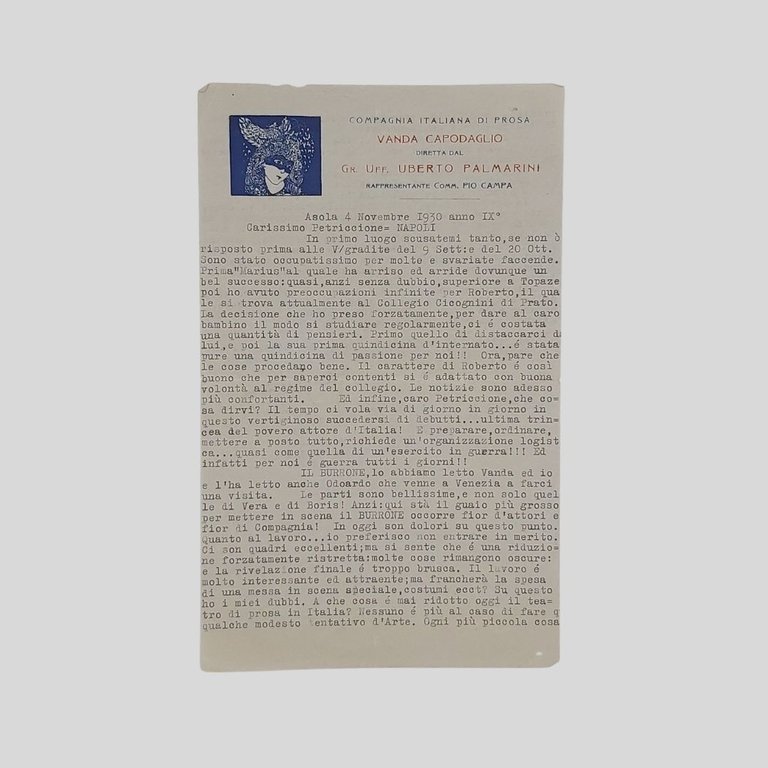 COMPAGNIA ITALIANA DI PROSA
VANDA CAPODAGLIO
DIRETTA DAL
GR. UFF. UBERTO PALMARINI
RAPPRESENTANTE COMM. PIO CAMPA
Asola 4 Novembre 1930 anno IX°
Carissimo Petriccione= NAPOLI
In primo luogo scusatemi tanto,se non ò
risposto prima alle V/gradite del 9 Sett:e del 20 Ott.
Sono stato occupatissimo per molte e svariate faccende.
Prima"Marius"al quale ha arriso ed arride dovunque un
bel successo:quasi,anzi senza dubbio,superiore a Topaze
poi ho avuto preoccupazioni infinite per Roberto,il qua
le si trova attualmente al Collegio Cicognini di Prato.
La decisione che ho preso forzatamente,per dare al caro
bambino il modo si studiare regolarmente,ci é costata
una quantità di pensieri. Primo quello di distaccarci da
lui,e poi la sua prima quindicina d'internato...é stata
pure una quindicina di passione per noi!! Ora,pare che
le cose procedano bene. Il carattere di Roberto é così
buono che per saperci contenti si é adattato con buona
volontà al regime del collegio. Le notizie sono adesso
più confortanti. Ed infine,caro Petriccione,che co-
sa dirvi? Il tempo ci vola via di giorno in giorno in
questo vertiginoso succedersi di debutti...ultima trin=
cea del povero attore d'Italia! E preparare,ordinare,
mettere a posto tutto,richiede un'organizzazione logist
ca...quasi come quella di un'esercito in guerra!!! Ed
infatti per noi é guerra tutti i giorni!!
IL BURRONE,lo abbiamo letto Vanda ed io
e l'ha letto anche Odoardo che venne a Venezia a farci
una visita. Le parti sono bellissime,e non solo quel
le di Vera e di Boris! Anzi:qui stà il guaio più grosso
per mettere in scena il BURRONE occorre fior d'attori e
fior di Compagnia! In oggi son dolori su questo punto.
Quanto al lavoro...io preferisco non entrare in merito.
Ci son quadri eccellenti;ma si sente che é una riduzio=
ne forzatamente ristretta:molte cose rimangono oscure:
e la rivelazione finale é troppo brusca. Il lavoro é
molto interessante ed attraente;ma francherà la spesa
di una messa in scena speciale,costumi ecct? Su questo
ho i miei dubbi. A che cosa é mai ridotto oggi il tea=
tro di prosa in Italia? Nessuno é più al caso di fare q
qualche modesto tentativo d'Arte. Ogni più piccola cosa